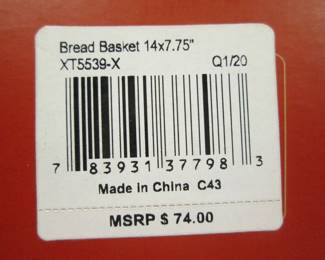 Bread Basket 14x7.75"
XT5539-X Q1/20
7 83931 37798 3
Made in China C43
MSRP $ 74.00